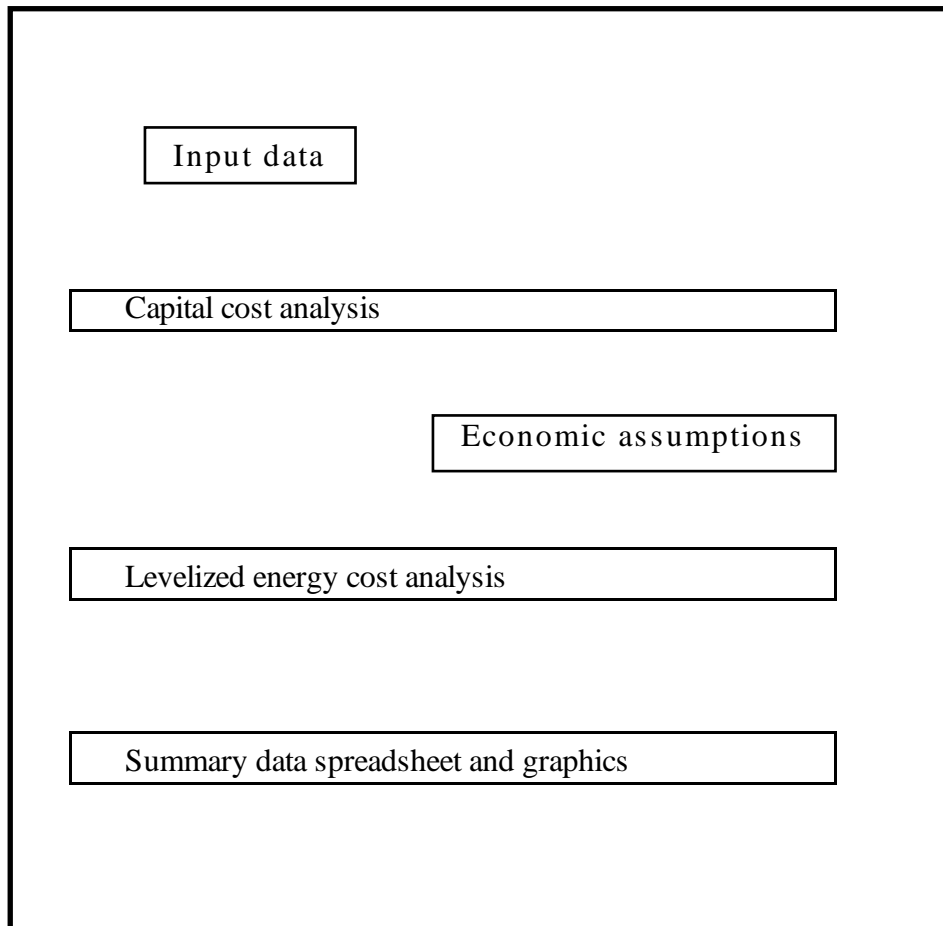 Input data
Capital cost analysis
Economic assumptions
Levelized energy cost analysis
Summary data spreadsheet and graphics